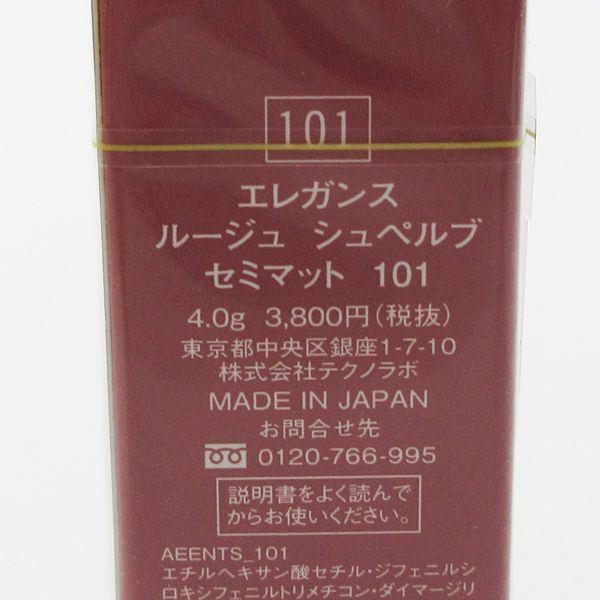 101
エレガンス
ルージュ シュペルブ
セミマット 101
4.0g 3,800円(税抜)
東京都中央区銀座1-7-10
株式会社テクノラボ
MADE IN JAPAN
お問合せ先
0120-766-995
説明書をよく読んで
からお使いください。
AEENTS_101
エチルヘキサン酸セチル・ジフェニルシ
ロキシフェニルトリメチコン・ダイマージリ